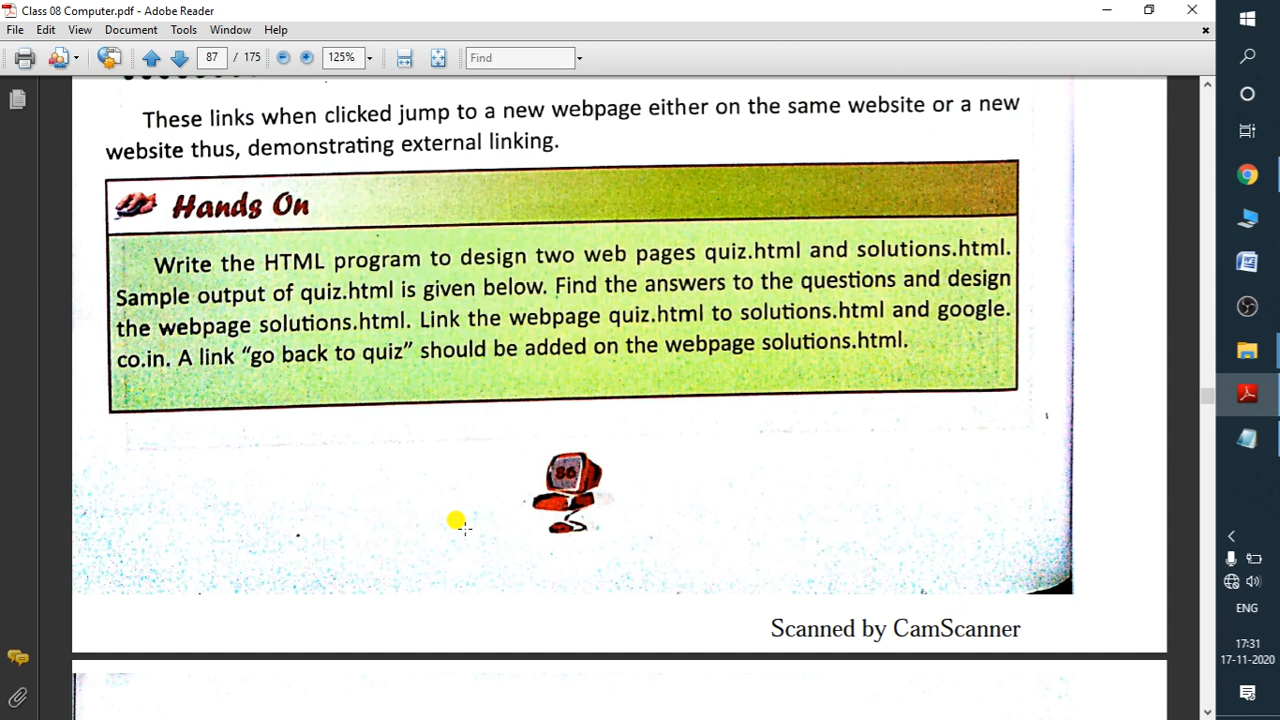 Class 08 Computer.pdf - Adobe Reader
File Edit View Document Tools Window Help
87 / 175 125% Find
These links when clicked jump to a new webpage either on the same website or a new
website thus, demonstrating external linking.
Hands On
Write the HTML program to design two web pages quiz.html and solutions.html.
Sample output of quiz.html is given below. Find the answers to the questions and design
the webpage solutions.html. Link the webpage quiz.html to solutions.html and google.
co.in. A link “go back to quiz” should be added on the webpage solutions.html.
86
Scanned by CamScanner
ENG
17:31
17-11-2020